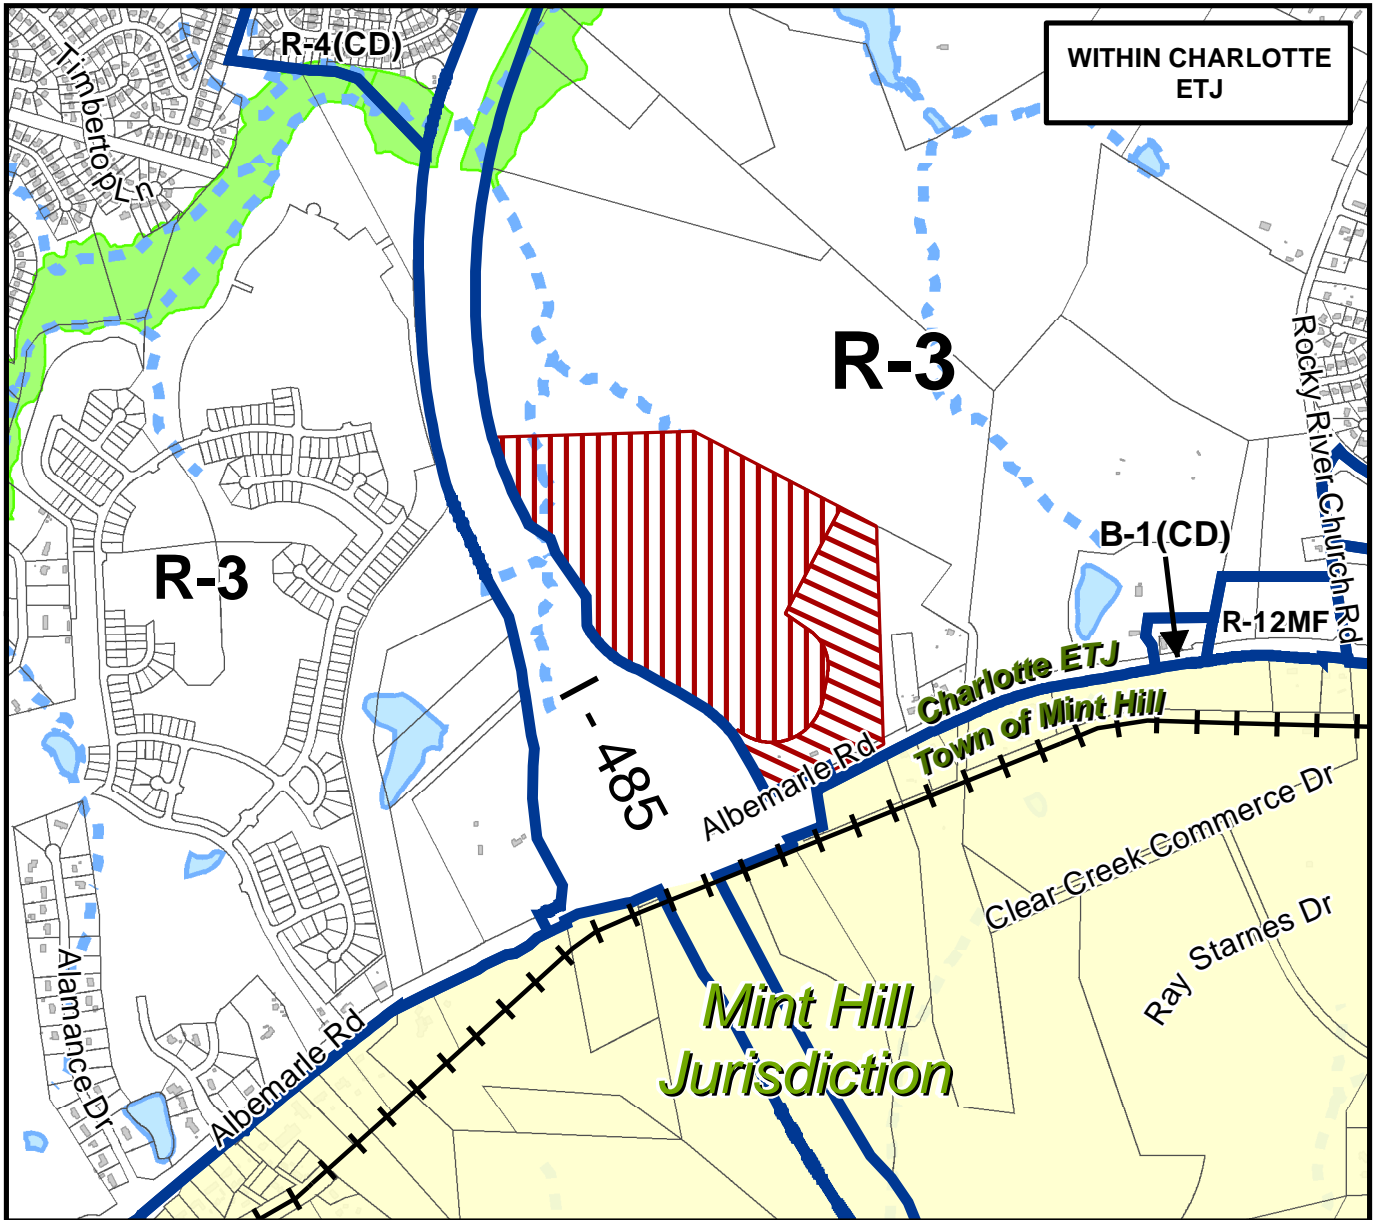 R-4(CD)
WITHIN CHARLOTTE
ETJ
Timbertop Ln
R-3
Rocky River Church Rd
R-3
B-1(CD)
R-12MF
Charlotte ETJ
Town of Mint Hill
I - 485
Albemarle Rd
Clear Creek Commerce Dr
Ray Starnes Dr
Alamance Dr
Albemarle Rd
Mint Hill
Jurisdiction